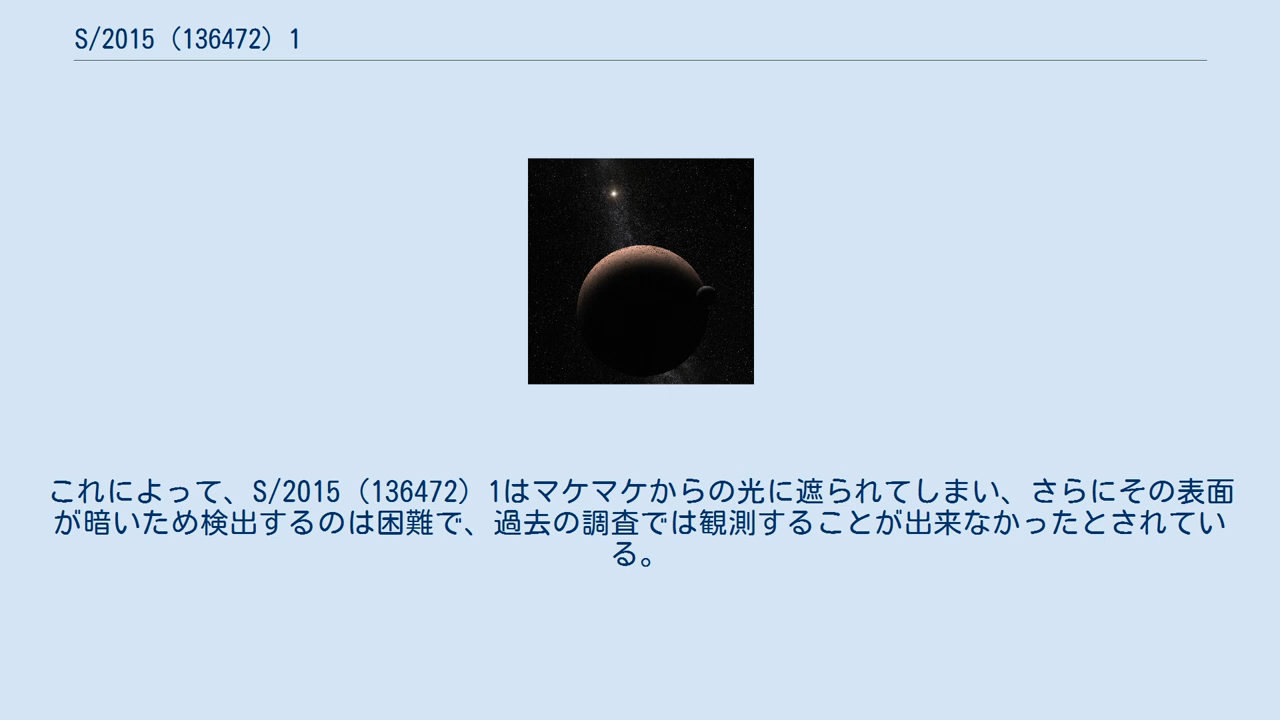 S/2015（136472）1
これによって、S/2015（136472）1はマケマケからの光に遮られてしまい、さらにその表面
が暗いため検出するのは困難で、過去の調査では観測することが出来なかったとされてい
る。